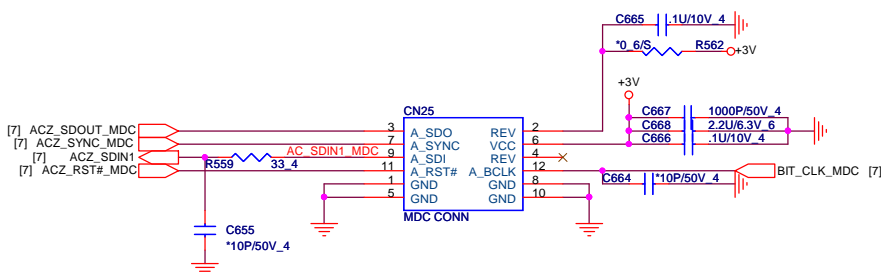 C665 .1U/10V_4
*0_6/S R562 +3V
+3V
CN25
C667 1000P/50V_4
C668 2.2U/6.3V_6
C666 .1U/10V_4
[7] ACZ_SDOUT_MDC 3 A_SDO REV 2
[7] ACZ_SYNC_MDC 7 A_SYNC VCC 6
[7] ACZ_SDIN1 AC_SDIN1_MDC 9 A_SDI REV 4
R559 33_4
[7] ACZ_RST#_MDC 11 A_RST# A_BCLK 12 BIT_CLK_MDC [7]
1 GND GND 8 C664 *10P/50V_4
5 GND GND 10
MDC CONN
C655
*10P/50V_4